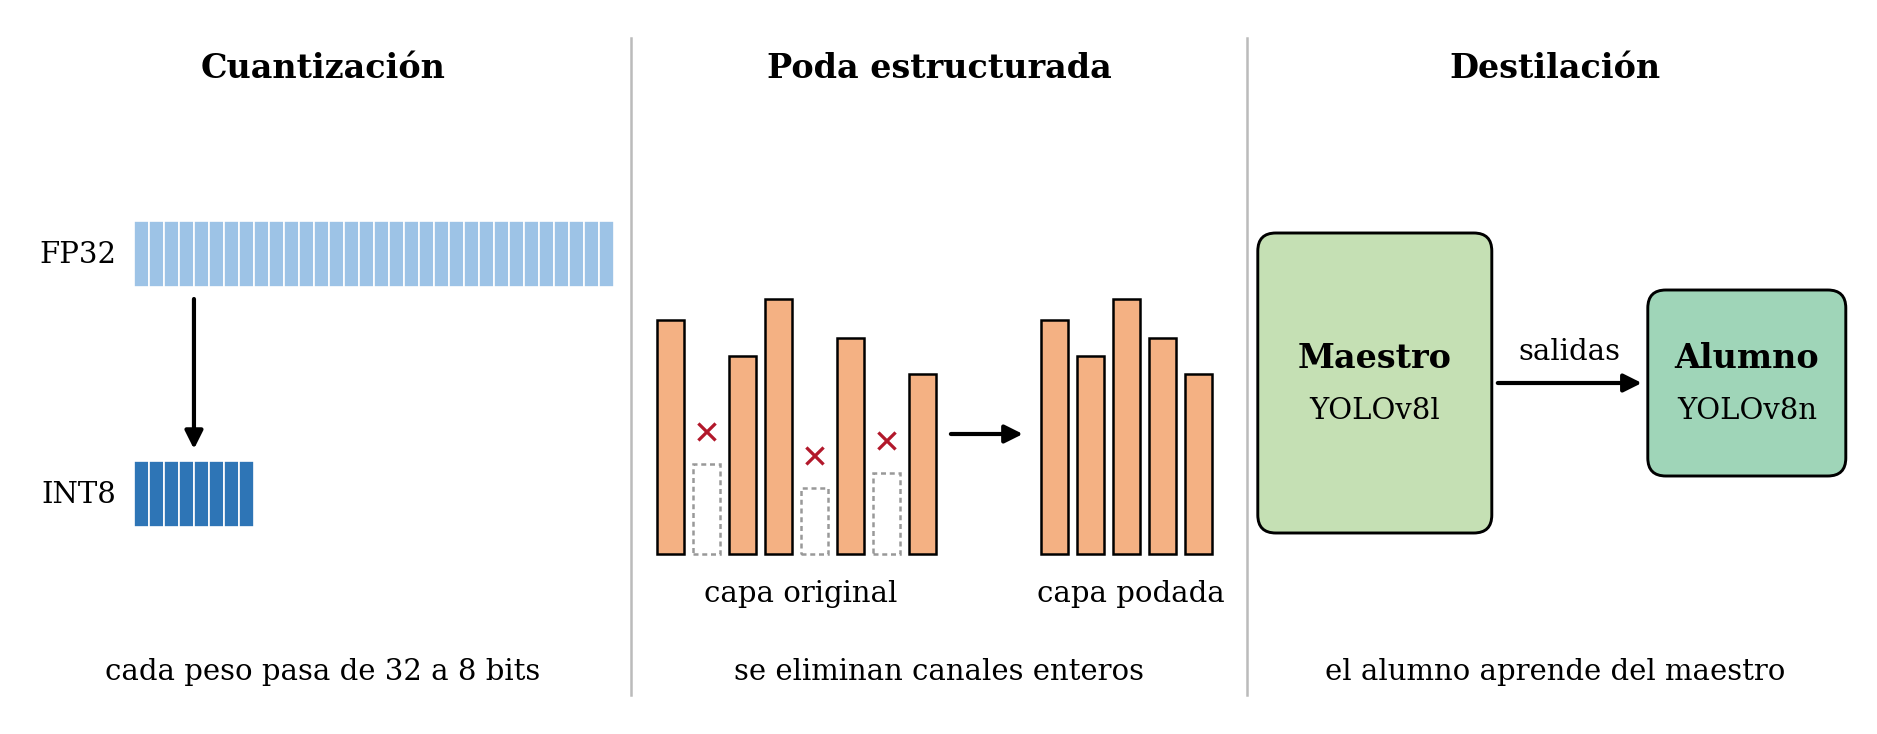 Cuantización
FP32
INT8
cada peso pasa de 32 a 8 bits
Poda estructurada
capa original
capa podada
se eliminan canales enteros
Destilación
Maestro
YOLOv8l
salidas
Alumno
YOLOv8n
el alumno aprende del maestro